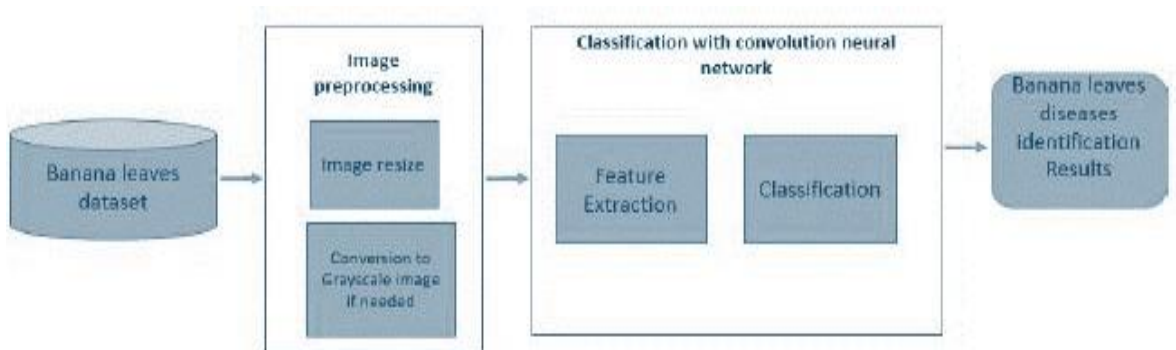 Banana leaves
dataset
Image
preprocessing
Image resize
Conversion to
Grayscale image
if needed
Classification with convolution neural
network
Feature
Extraction
Classification
Banana leaves
diseases
identification
Results